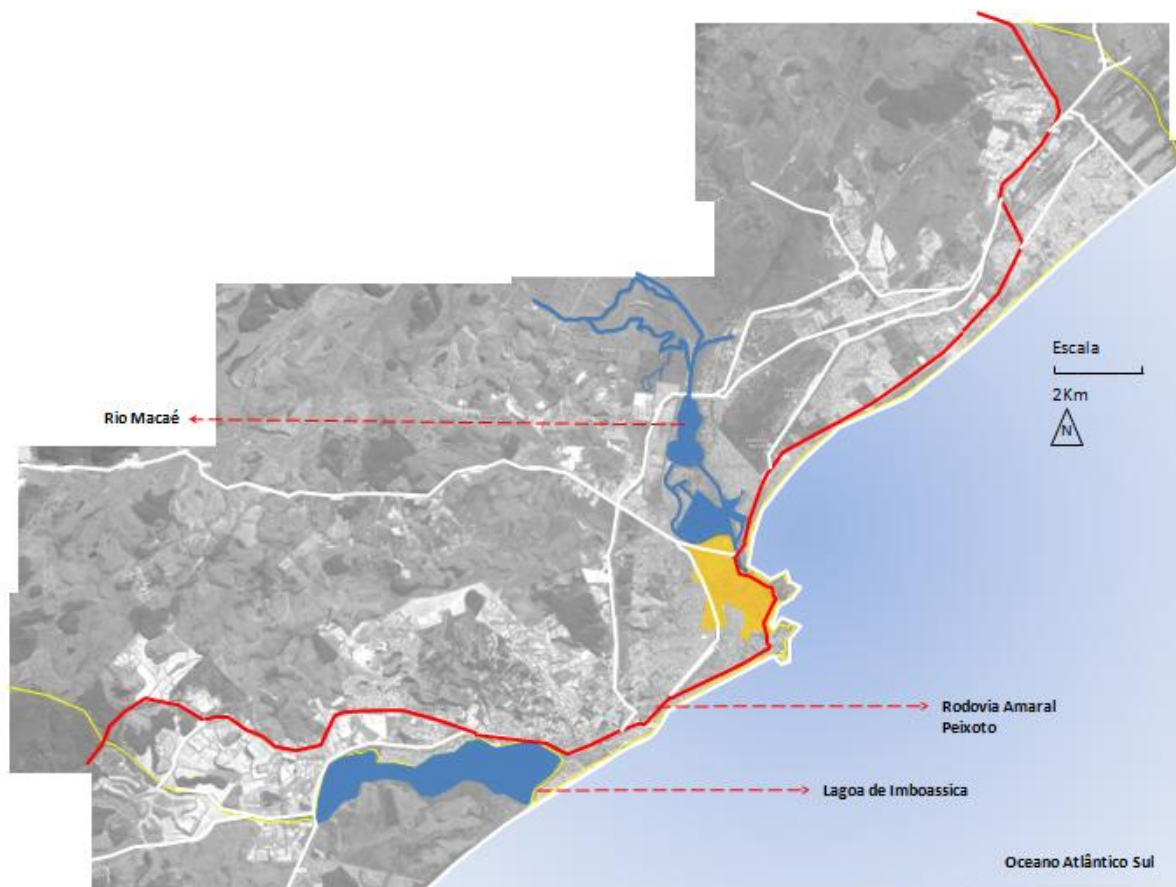 Escala
2Km
N
Rio Macaé
Rodovia Amaral
Peixoto
Lagoa de Imboassica
Oceano Atlântico Sul